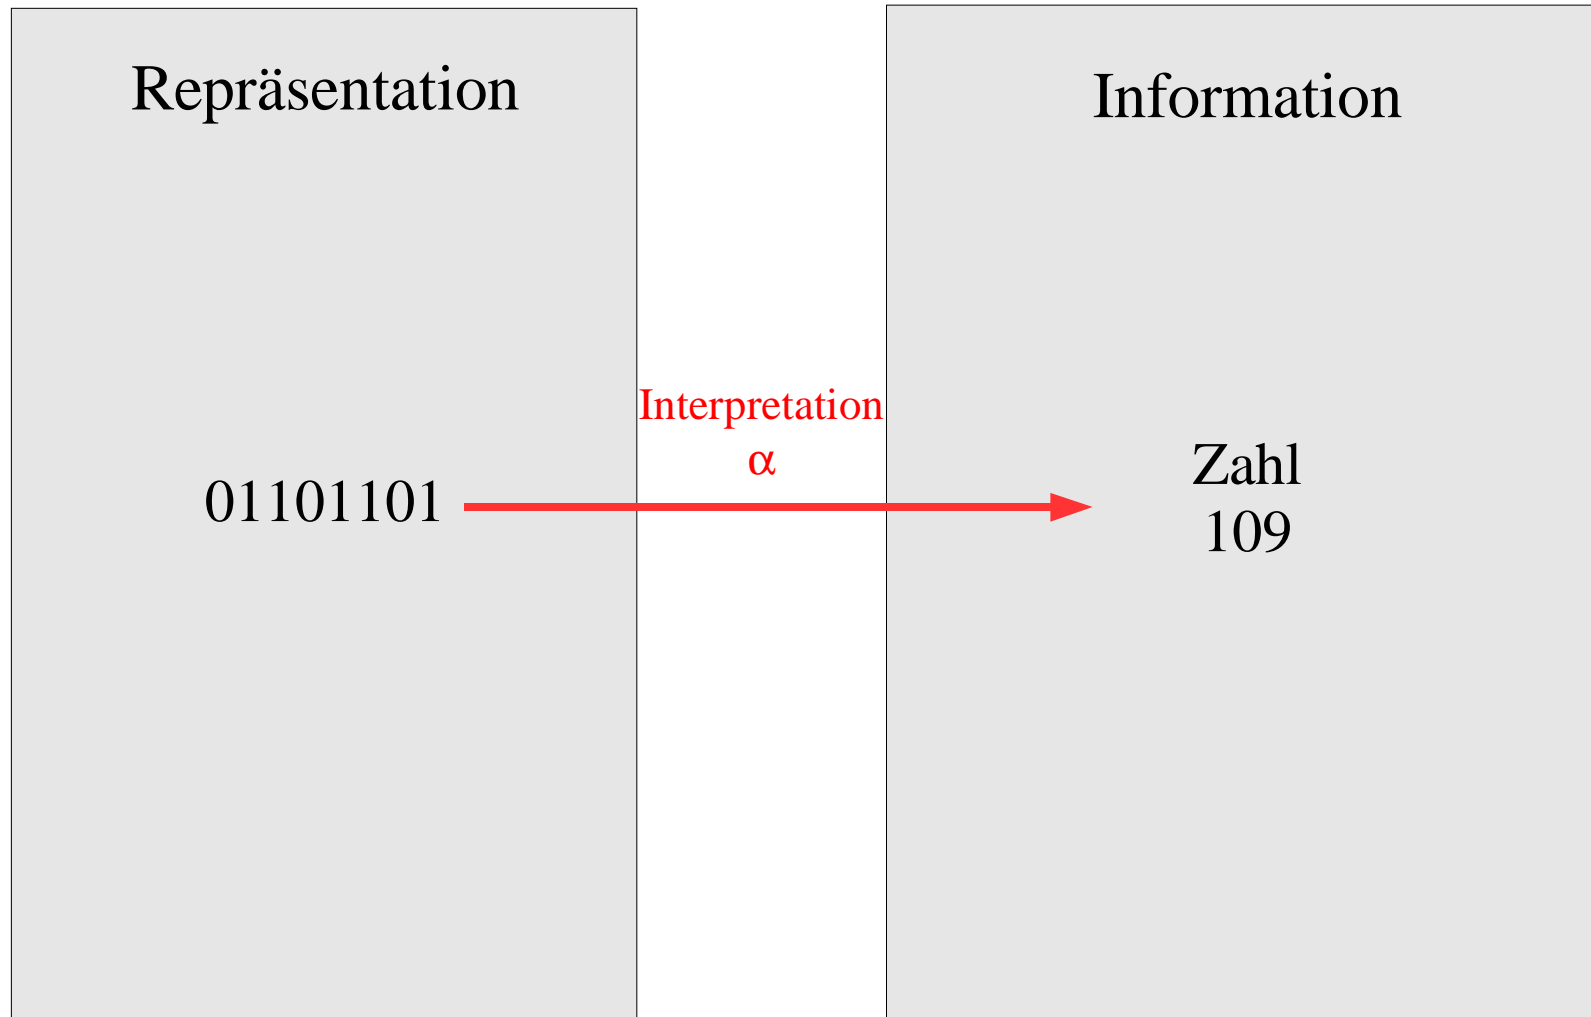 Repräsentation
Information
Interpretation
α
01101101
Zahl
109